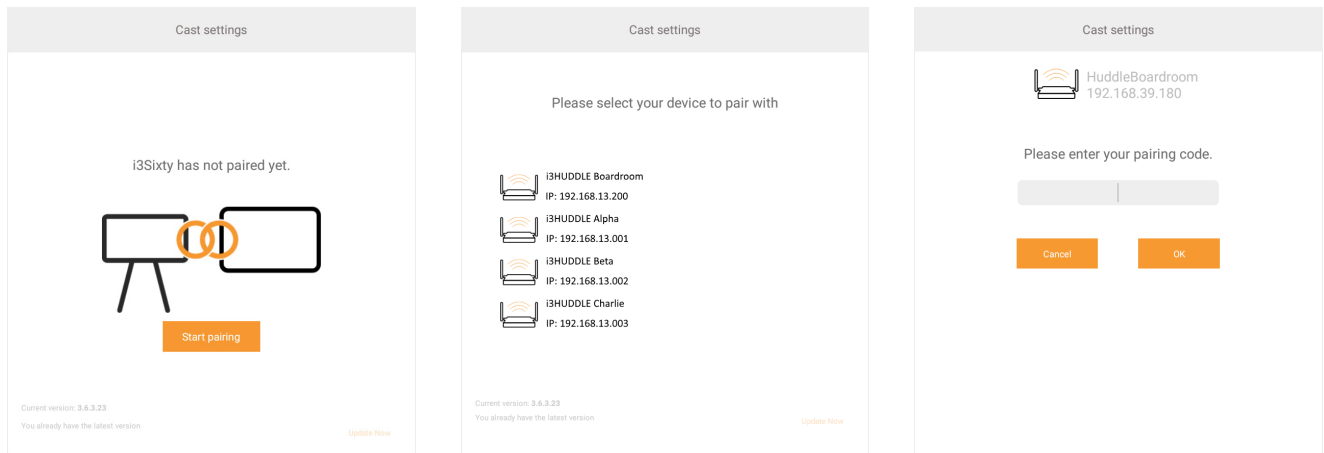 Cast settings
i3Sixty has not paired yet.
Start pairing
Current version: 3.6.3.23
You already have the latest version
Update Now
Cast settings
Please select your device to pair with
i3HUDDLE Boardroom
IP: 192.168.13.200
i3HUDDLE Alpha
IP: 192.168.13.001
i3HUDDLE Beta
IP: 192.168.13.002
i3HUDDLE Charlie
IP: 192.168.13.003
Current version: 3.6.3.23
You already have the latest version
Update Now
Cast settings
HuddleBoardroom
192.168.39.180
Please enter your pairing code.
Cancel
OK